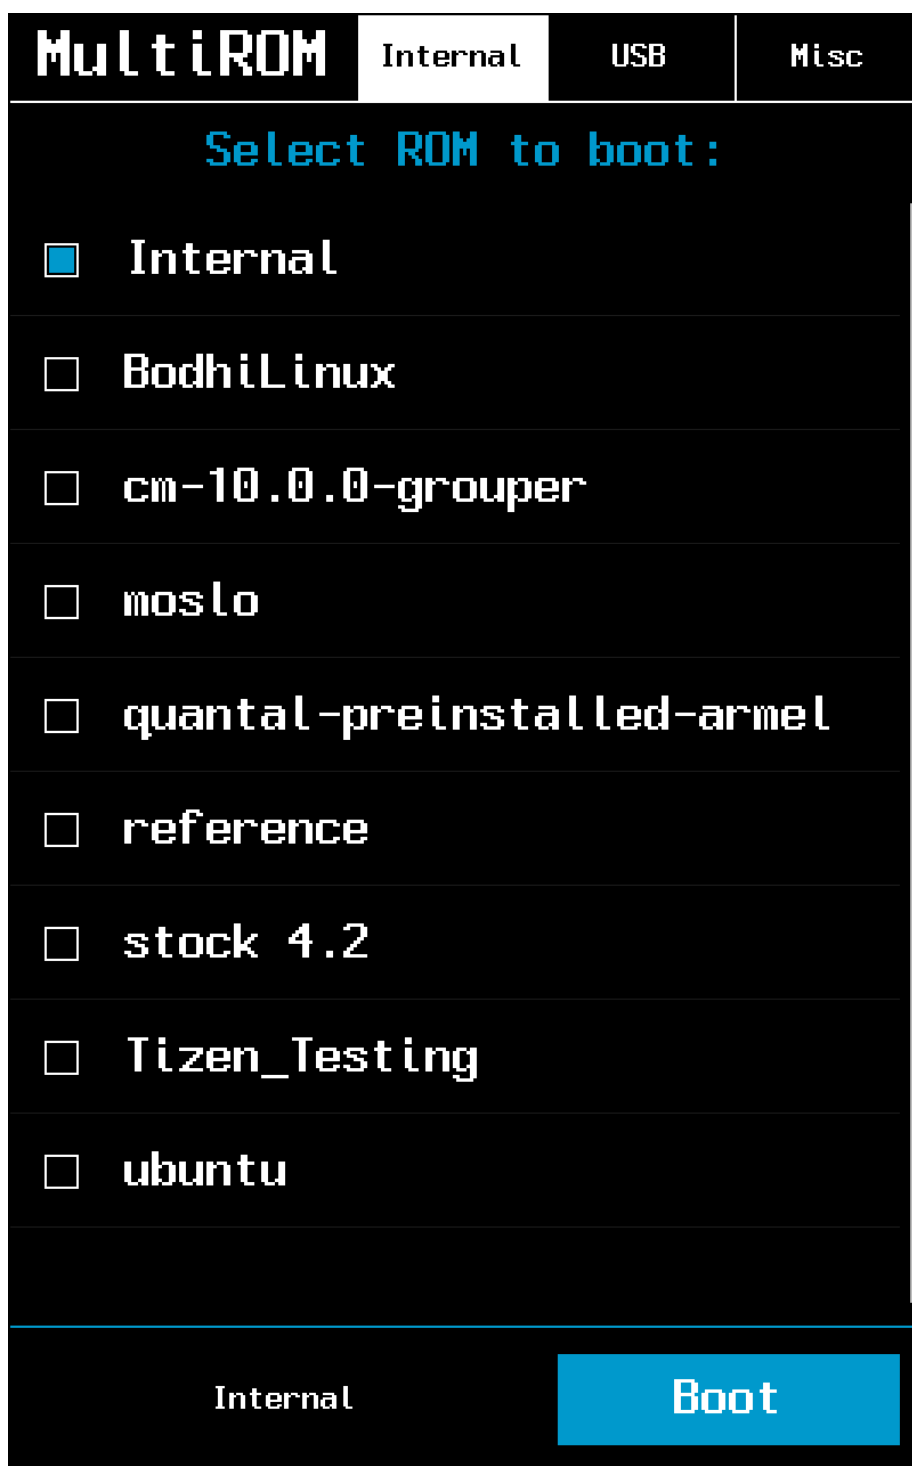 MultiROM Internal USB Misc
Select ROM to boot:
Internal
BodhiLinux
cm-10.0.0-grouper
moslo
quantal-preinstalled-armel
reference
stock 4.2
Tizen_Testing
ubuntu
Internal Boot